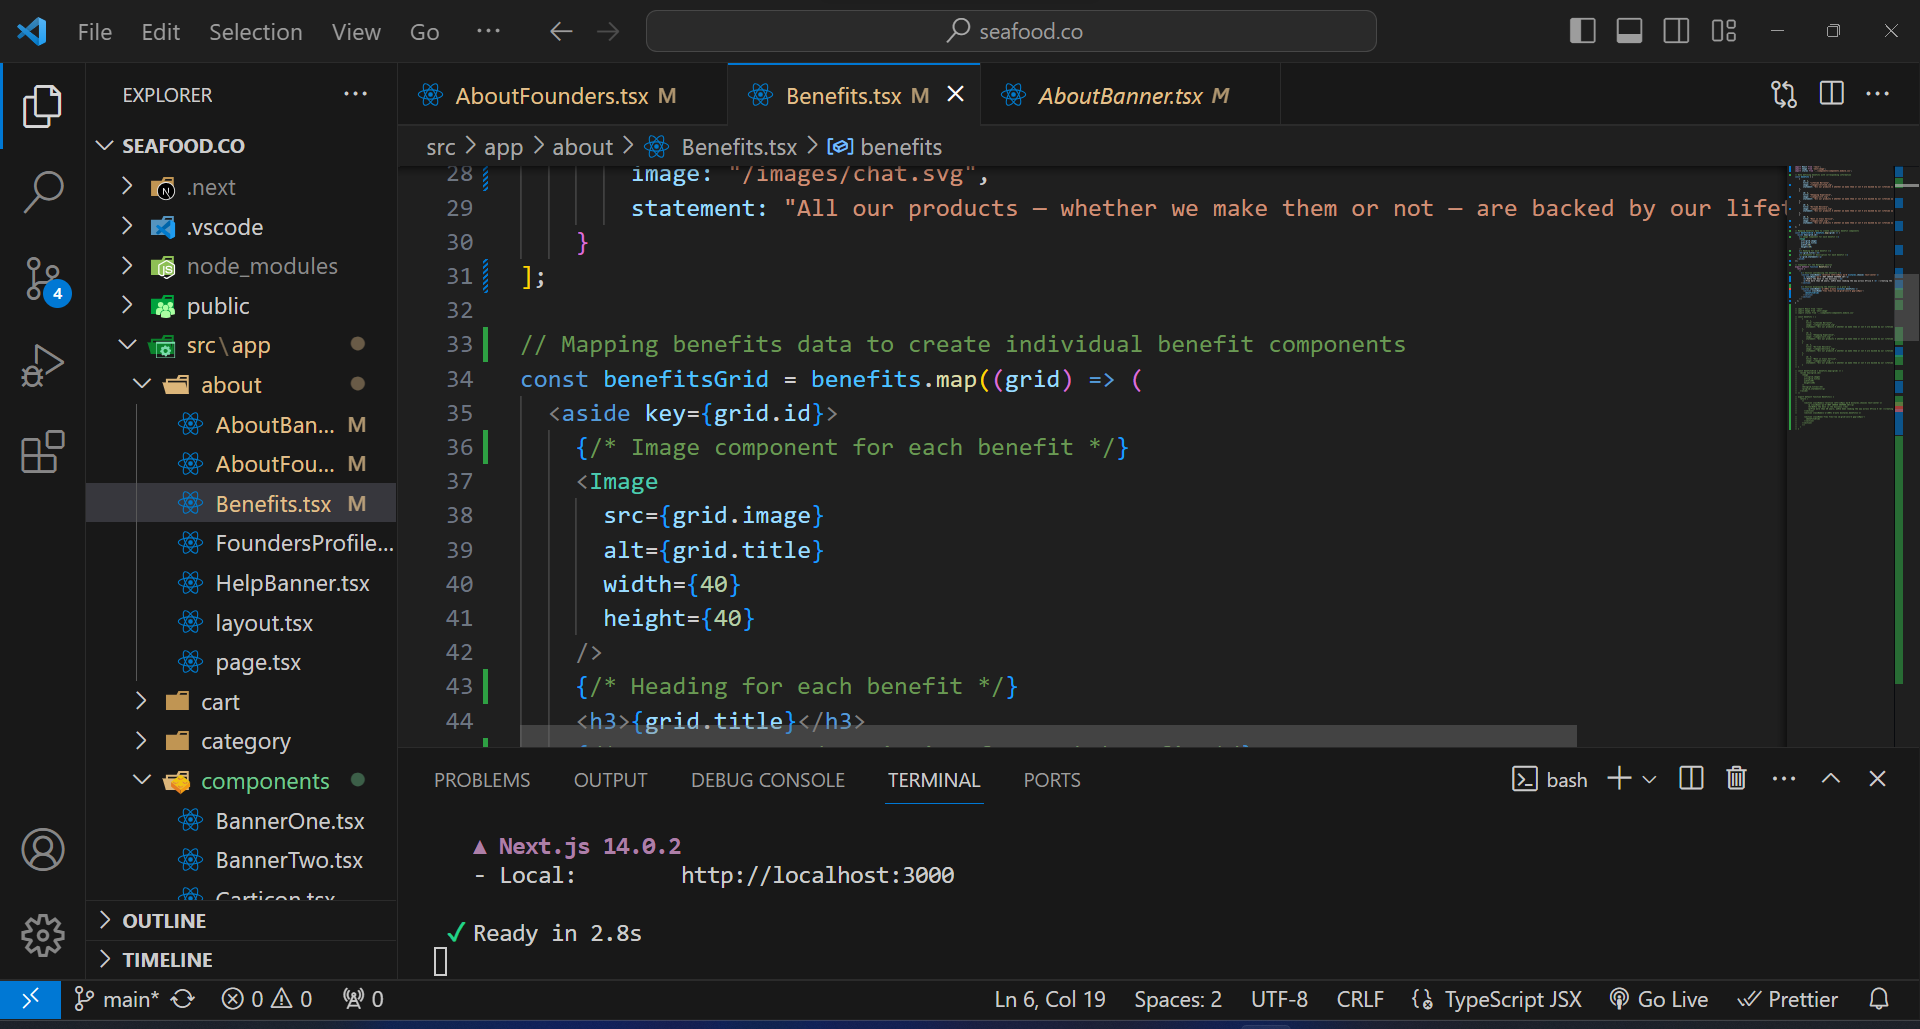 File Edit Selection View Go ··· seafood.co
EXPLORER ···
SEAFOOD.CO
.next
.vscode
node_modules
public
src\app
about
AboutBan... M
AboutFou... M
Benefits.tsx M
FoundersProfile...
HelpBanner.tsx
layout.tsx
page.tsx
cart
category
components
BannerOne.tsx
BannerTwo.tsx
Carticon.tsx
OUTLINE
TIMELINE
4
AboutFounders.tsx M Benefits.tsx M AboutBanner.tsx M
src > app > about > Benefits.tsx > benefits
28 image: "/images/chat.svg",
29 statement: "All our products — whether we make them or not — are backed by our lifet
30 }
31 ];
32
33 // Mapping benefits data to create individual benefit components
34 const benefitsGrid = benefits.map((grid) => (
35 <aside key={grid.id}>
36 {/* Image component for each benefit */}
37 <Image
38 src={grid.image}
39 alt={grid.title}
40 width={40}
41 height={40}
42 />
43 {/* Heading for each benefit */}
44 <h3>{grid.title}</h3>
PROBLEMS OUTPUT DEBUG CONSOLE TERMINAL PORTS bash
▲ Next.js 14.0.2
- Local: http://localhost:3000
✓ Ready in 2.8s
main* 0 0 0 Ln 6, Col 19 Spaces: 2 UTF-8 CRLF TypeScript JSX Go Live Prettier